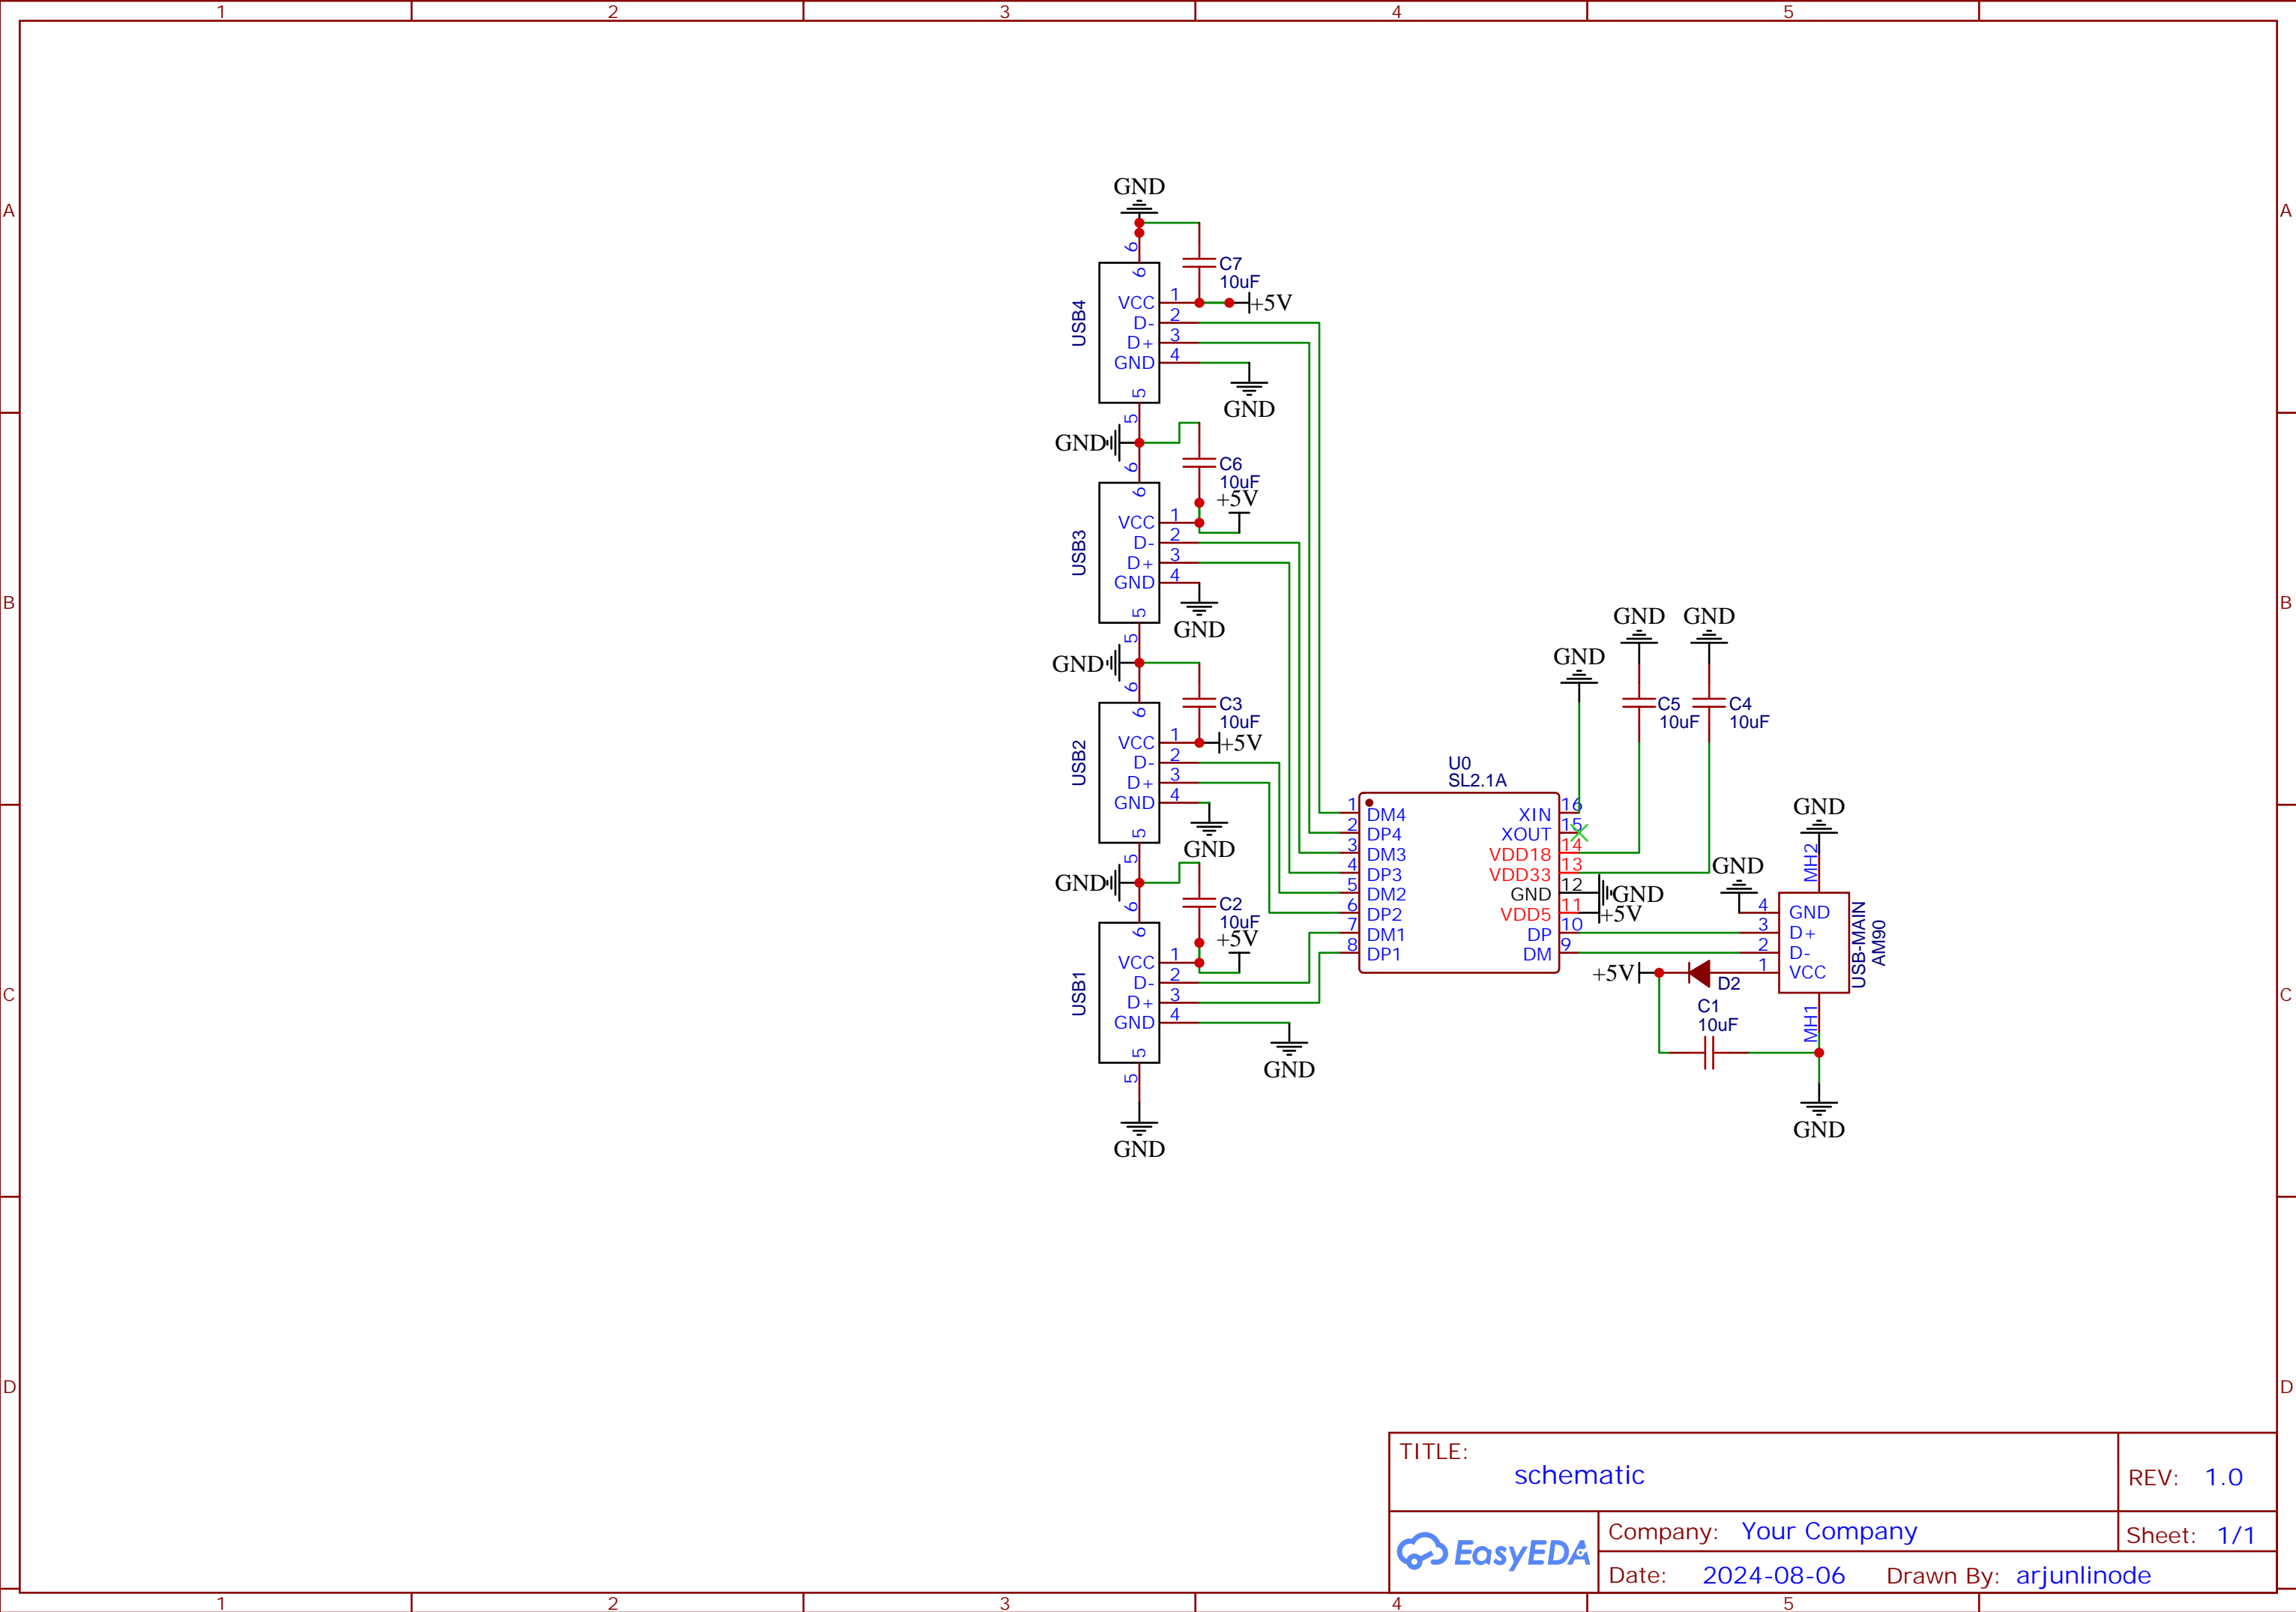 1 2 3 4 5
A A
B B
C C
D D
GND
6
6
C7
10uF
USB4
VCC 1 +5V
D- 2
D+ 3
GND 4
GND
5
5
GND
6
6
C6
10uF
+5V
USB3
VCC 1
D- 2
D+ 3
GND 4
GND
5
5
GND
6
6
C3
10uF
USB2
VCC 1 +5V
D- 2
D+ 3
GND 4
GND
5
5
GND
6
6
C2
10uF
+5V
USB1
VCC 1
D- 2
D+ 3
GND 4
GND
5
5
GND
U0
SL2.1A
1 DM4
2 DP4
3 DM3
4 DP3
5 DM2
6 DP2
7 DM1
8 DP1
XIN 16
XOUT 15
VDD18 14
VDD33 13
GND 12 GND
VDD5 11 +5V
DP 10
DM 9
GND
GND GND
C5
10uF
C4
10uF
GND
MH2
GND
4 GND
3 D+
2 D-
1 VCC
USB-MAIN
AM90
+5V
D2
C1
10uF
MH1
GND
TITLE:
schematic
REV: 1.0
EasyEDA
Company: Your Company
Sheet: 1/1
Date: 2024-08-06 Drawn By: arjunlinode
1 2 3 4 5